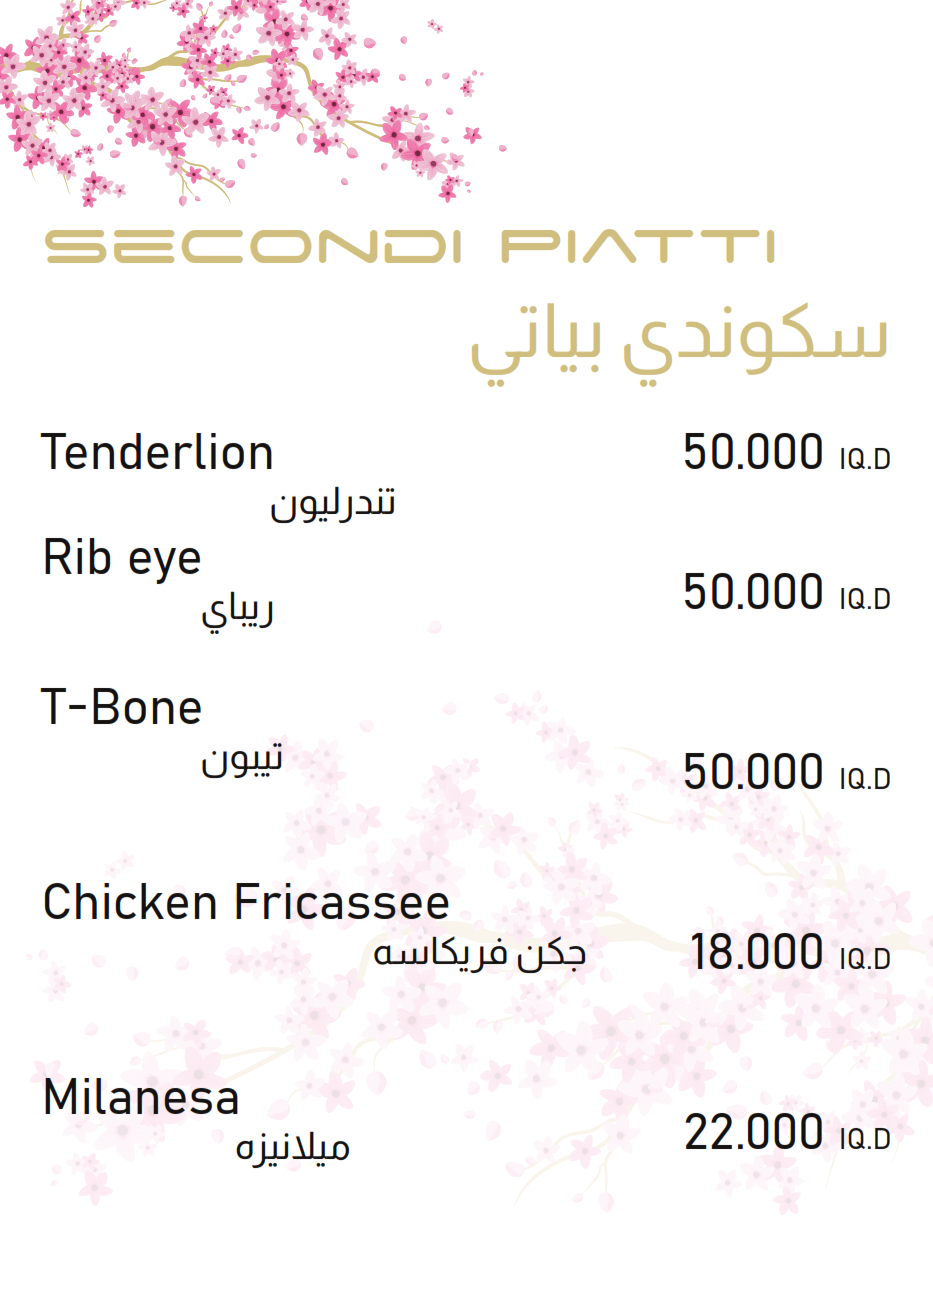 SECONDI PIATTI
سكوندي بياتي
Tenderlion 50.000 IQ.D
تندرليون
Rib eye 50.000 IQ.D
ريباي
T-Bone 50.000 IQ.D
تيبون
Chicken Fricassee 18.000 IQ.D
جكن فريكاسه
Milanesa 22.000 IQ.D
ميلانيزه